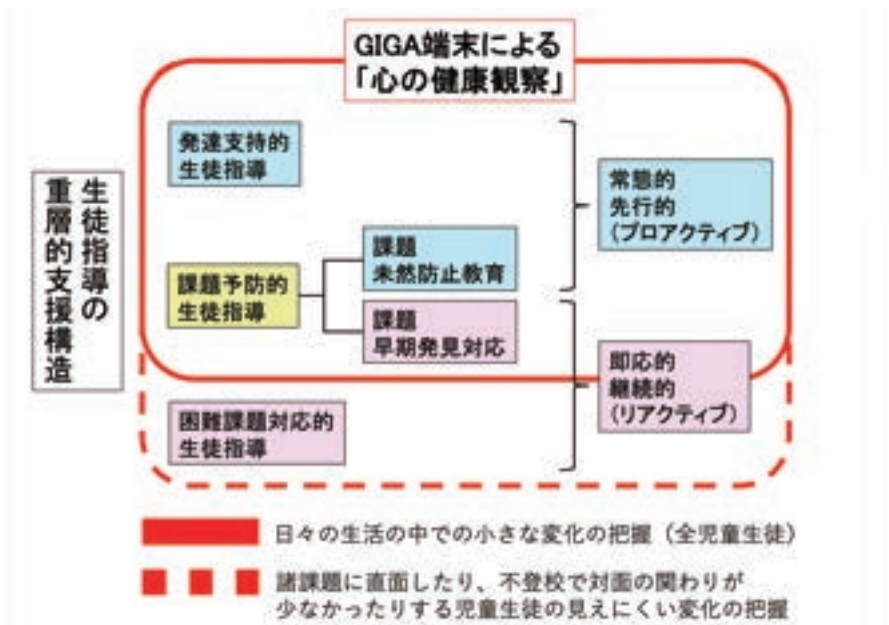 GIGA端末による
「心の健康観察」
生徒指導の
重層的支援構造
発達支持的
生徒指導
課題予防的
生徒指導
課題
未然防止教育
課題
早期発見対応
困難課題対応的
生徒指導
常態的
先行的
(プロアクティブ)
即応的
継続的
(リアクティブ)
日々の生活の中での小さな変化の把握（全児童生徒）
諸課題に直面したり、不登校で対面の関わりが
少なかったりする児童生徒の見えにくい変化の把握